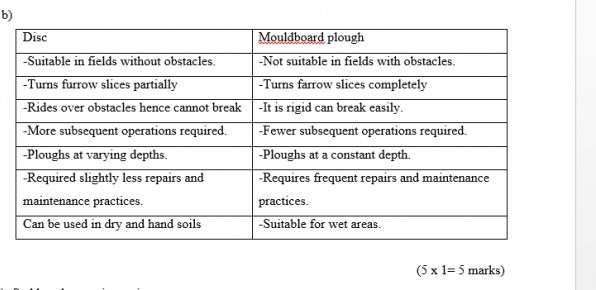 b)
Disc Mouldboard plough
-Suitable in fields without obstacles. -Not suitable in fields with obstacles.
-Turns furrow slices partially -Turns farrow slices completely
-Rides over obstacles hence cannot break -It is rigid can break easily.
-More subsequent operations required. -Fewer subsequent operations required.
-Ploughs at varying depths. -Ploughs at a constant depth.
-Required slightly less repairs and -Requires frequent repairs and maintenance
maintenance practices. practices.
Can be used in dry and hand soils -Suitable for wet areas.
(5 x 1= 5 marks)